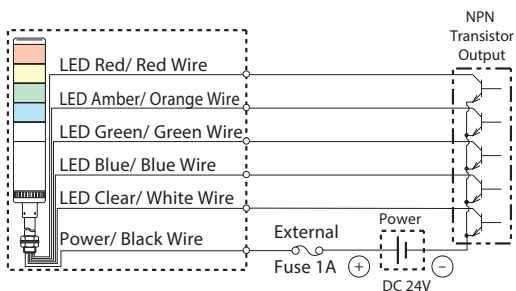 NPN
Transistor
Output
LED Red/ Red Wire
LED Amber/ Orange Wire
LED Green/ Green Wire
LED Blue/ Blue Wire
LED Clear/ White Wire
Power/ Black Wire
External
Fuse 1A
Power
+
−
DC 24V